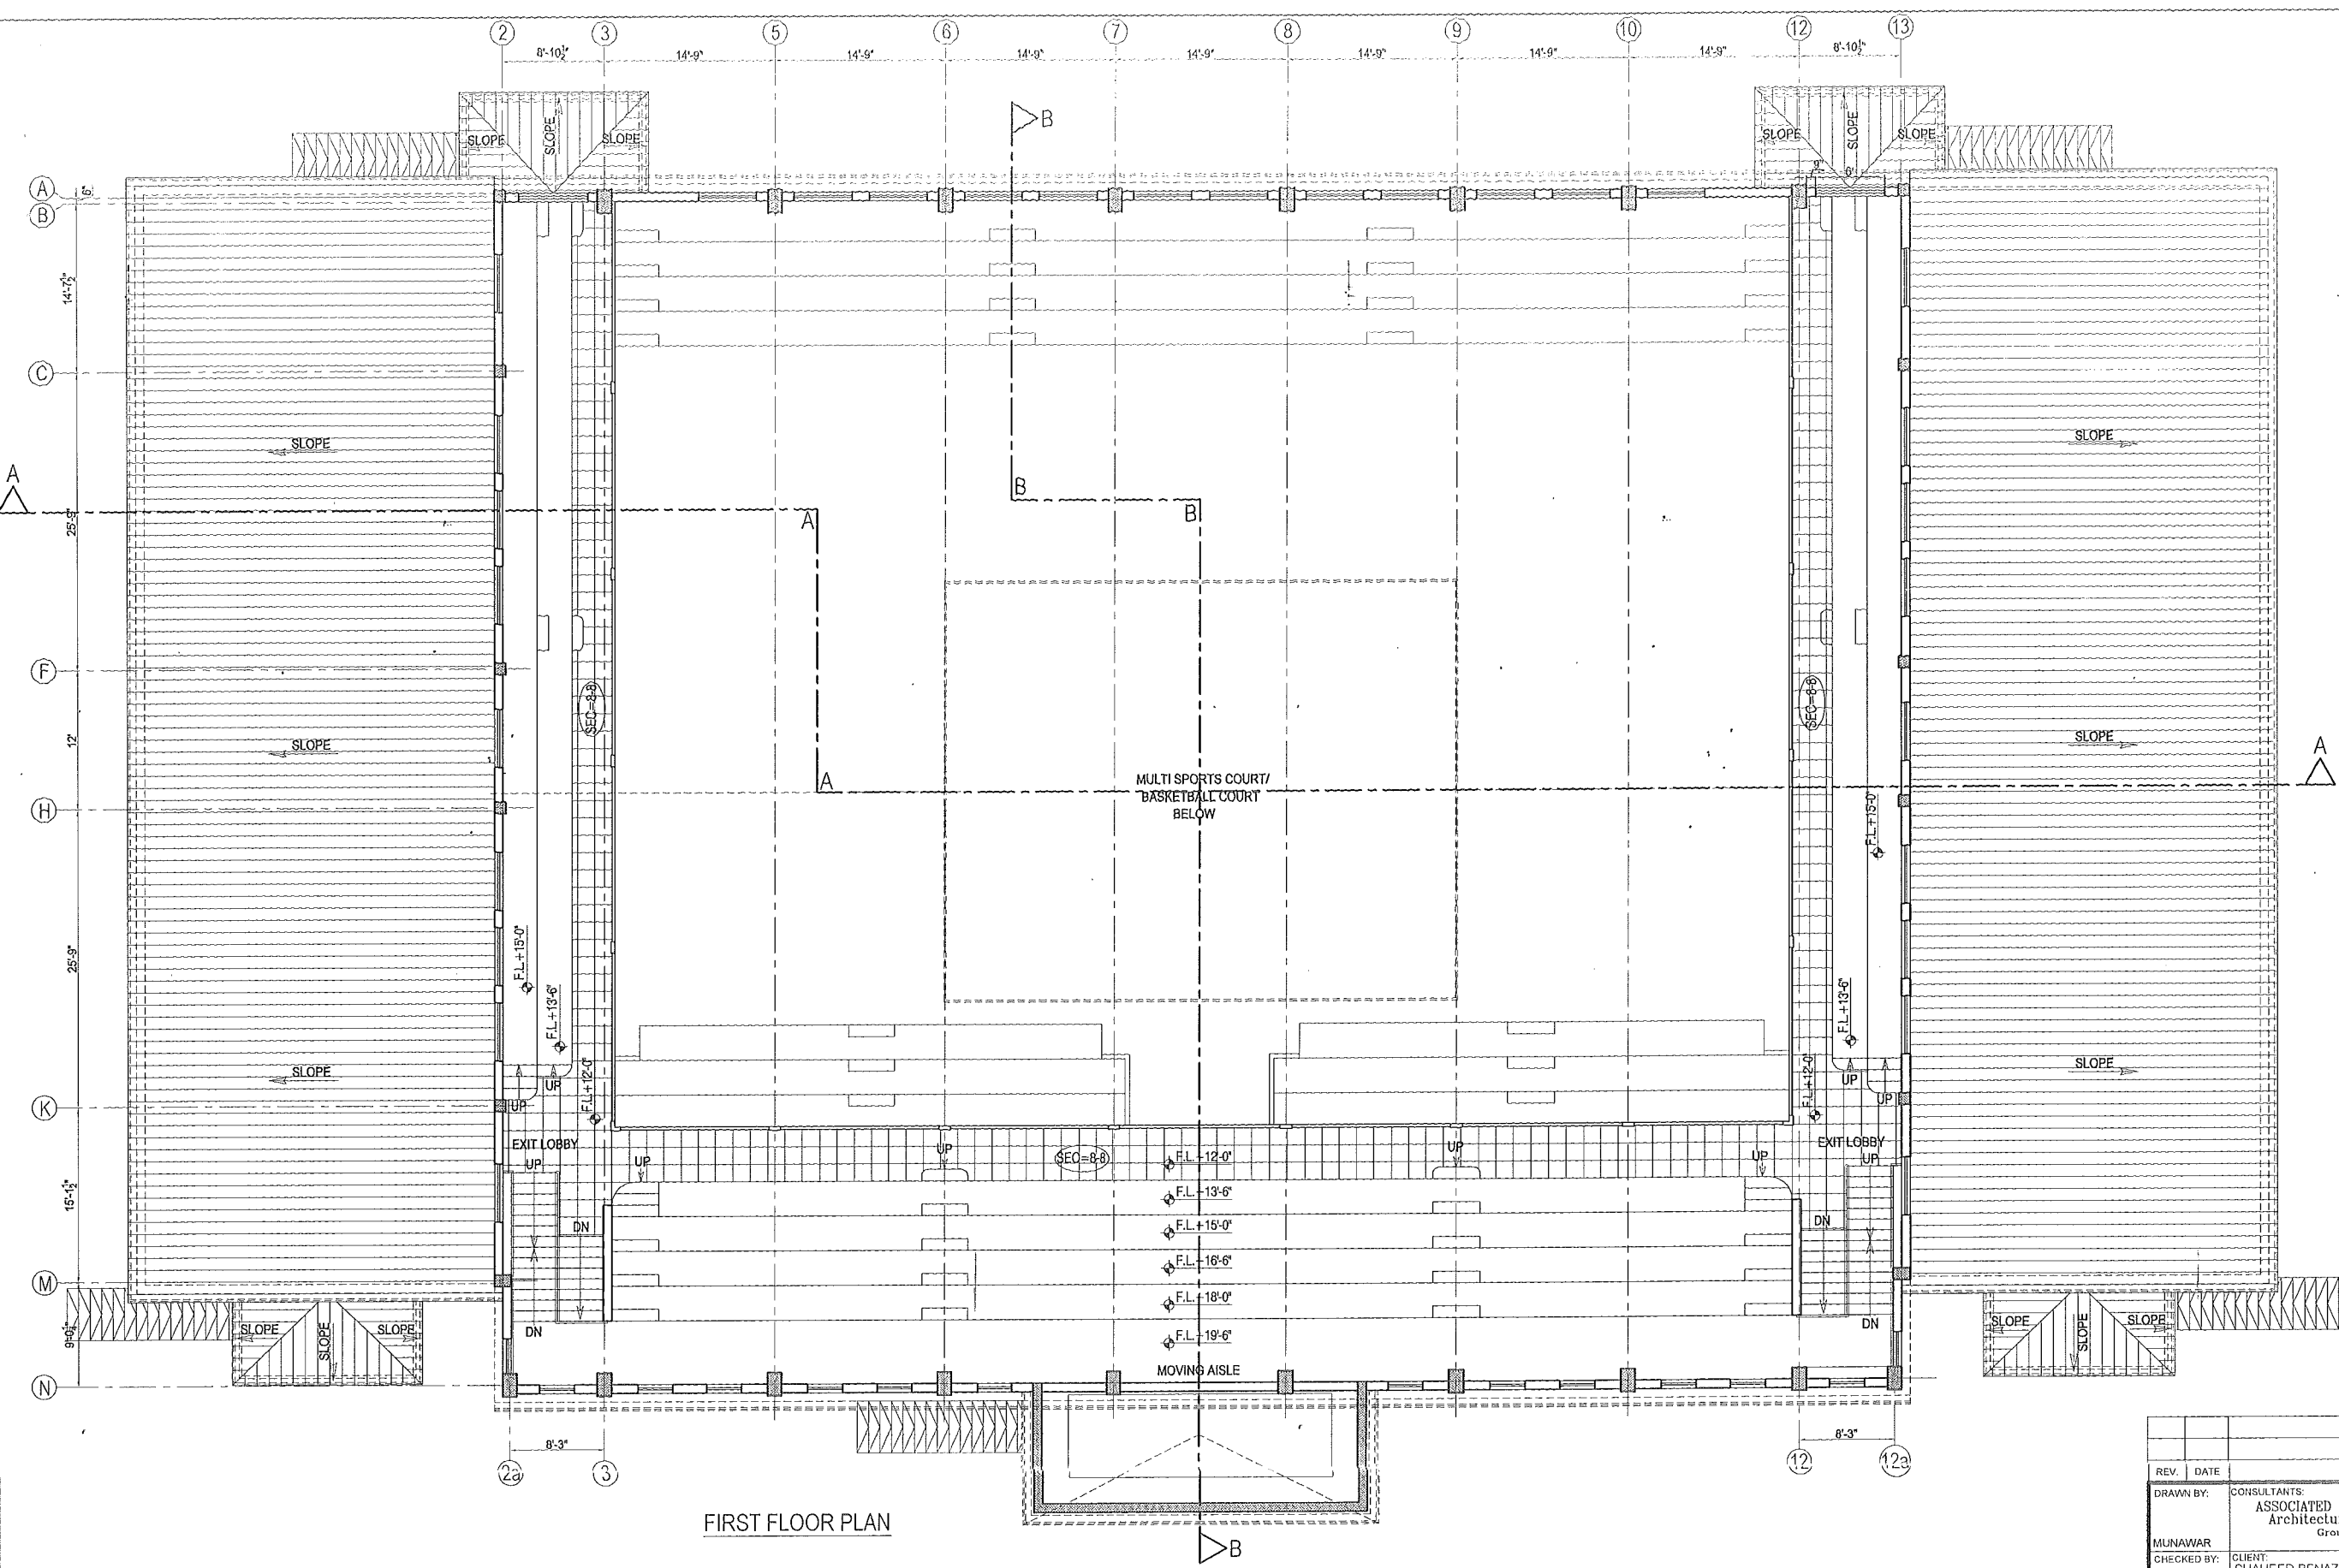 2 3 5 6 7 8 9 10 12 13
8'-10½" 14'-9" 14'-9" 14'-9" 14'-9" 14'-9" 14'-9" 14'-9" 8'-10½"
B
SLOPE SLOPE SLOPE
SLOPE SLOPE SLOPE
A
6"
B
9"
6'
14'-7½"
C
SLOPE
SLOPE
A
B
25'-9"
A
B
F
SEC=8-8
SEC=8-8
12'
SLOPE
SLOPE
A
H
A
MULTI SPORTS COURT/
BASKETBALL COURT
BELOW
F.L.+15'-0"
25'-9"
F.L.+15'-0"
F.L.+13'-6"
F.L.+12'-0"
F.L.+13'-6"
F.L.+12'-0"
SLOPE
SLOPE
UP
UP
UP
UP
K
EXIT LOBBY
EXIT LOBBY
UP
UP
UP
SEC=8-8
F.L.+12'-0"
UP
UP
UP
15'-1½"
F.L.+13'-6"
DN
F.L.+15'-0"
DN
F.L.+16'-6"
M
F.L.+18'-0"
SLOPE SLOPE SLOPE
DN
F.L.+19'-6"
DN
SLOPE SLOPE SLOPE
MOVING AISLE
N
8'-3"
8'-3"
2a 3
12 12a
FIRST FLOOR PLAN
B
REV. DATE
DRAWN BY:
MUNAWAR
CHECKED BY:
CONSULTANTS:
ASSOCIATED
CLIENT: